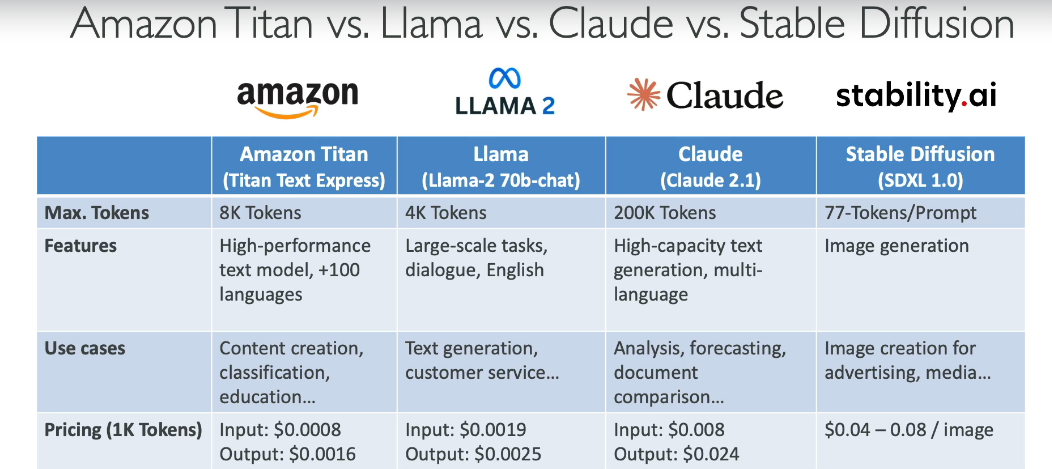 Amazon Titan vs. Llama vs. Claude vs. Stable Diffusion
amazon
LLAMA 2
Claude
stability.ai
Amazon Titan
(Titan Text Express)
Llama
(Llama-2 70b-chat)
Claude
(Claude 2.1)
Stable Diffusion
(SDXL 1.0)
Max. Tokens
8K Tokens
4K Tokens
200K Tokens
77-Tokens/Prompt
Features
High-performance
text model, +100
languages
Large-scale tasks,
dialogue, English
High-capacity text
generation, multi-
language
Image generation
Use cases
Content creation,
classification,
education...
Text generation,
customer service...
Analysis, forecasting,
document
comparison...
Image creation for
advertising, media...
Pricing (1K Tokens)
Input: $0.0008
Output: $0.0016
Input: $0.0019
Output: $0.0025
Input: $0.008
Output: $0.024
$0.04 – 0.08 / image